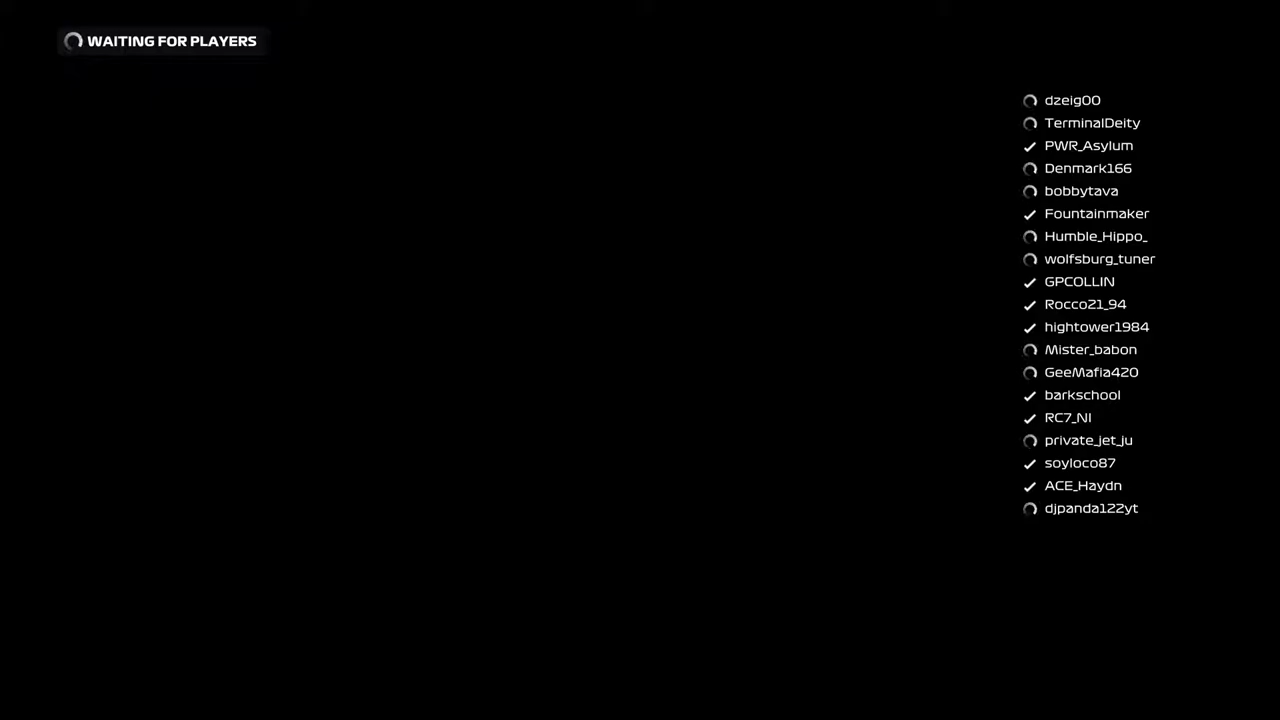 WAITING FOR PLAYERS
dzeig00
TerminalDeity
PWR_Asylum
Denmark166
bobbytava
Fountainmaker
Humble_Hippo_
wolfsburg_tuner
GPCOLLIN
Rocco21_94
hightower1984
Mister_babon
GeeMafia420
barkschool
RC7_NI
private_jet_ju
soyloco87
ACE_Haydn
djpanda122yt